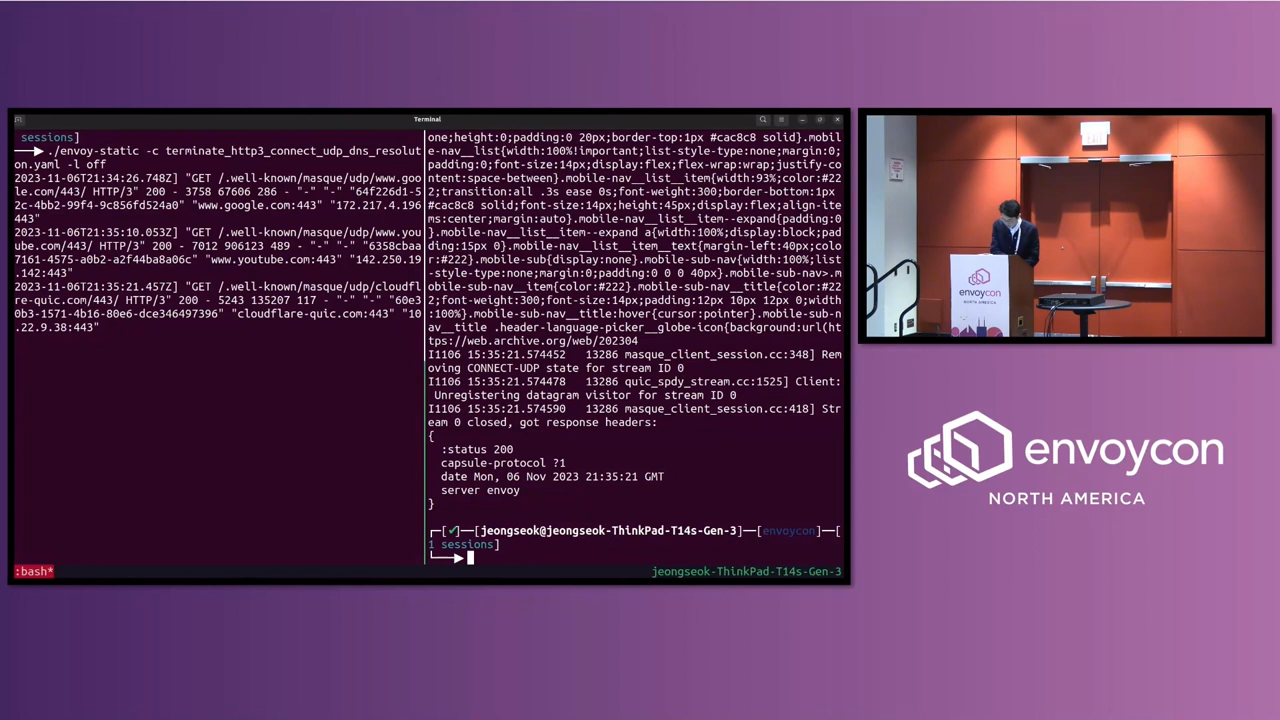 Terminal
sessions]
./envoy-static -c terminate_http3_connect_udp_dns_resoluti
on.yaml -l off
2023-11-06T21:34:26.748Z] "GET /.well-known/masque/udp/www.goo
le.com/443/ HTTP/3" 200 - 3758 67606 286 - "-" "-" "64f226d1-5
2c-4bb2-99f4-9c856fd524a0" "www.google.com:443" "172.217.4.196
443"
2023-11-06T21:35:10.053Z] "GET /.well-known/masque/udp/www.you
ube.com/443/ HTTP/3" 200 - 7012 906123 489 - "-" "-" "6358cbaa
7161-4575-a0b2-a2f44ba8a06c" "www.youtube.com:443" "142.250.19
.142:443"
2023-11-06T21:35:21.457Z] "GET /.well-known/masque/udp/cloudfl
re-quic.com/443/ HTTP/3" 200 - 5243 13520 117 - "-" "-" "60e3
0b3-1571-4b16-80e6-dce346497396" "cloudflare-quic.com:443" "10
.22.9.38:443"
one;height:0;padding:0 20px;border-top:1px #cac8c8 solid}.mobil
e-nav__list{width:100%!important;list-style-type:none;margin:0;
padding:0;font-size:14px;display:flex;flex-wrap:wrap;justify-co
ntent:space-between}.mobile-nav__list__item{width:93%;color:#22
2;transition:all .3s ease 0s;font-weight:300;border-bottom:1px
#cac8c8 solid;font-size:14px;height:45px;display:flex;align-ite
ms:center;margin:auto}.mobile-nav__list__item--expand{padding:0
}.mobile-nav__list__item--expand a{width:100%;display:block;pad
ding:15px 0}.mobile-nav__list__item__text{margin-left:40px;colo
r:#222}.mobile-sub{display:none}.mobile-sub-nav{width:100%;list
-style-type:none;margin:0;padding:0 0 0 40px}.mobile-sub-nav>.m
obile-sub-nav__item{color:#222}.mobile-sub-nav__title{color:#22
2;font-weight:300;font-size:14px;padding:12px 10px 12px 0;width
:100%}.mobile-sub-nav__title:hover{cursor:pointer}.mobile-sub-n
av__title .header-language-picker__globe-icon{background:url(ht
tps://web.archive.org/web/202304
I1106 15:35:21.574452 13286 masque_client_session.cc:348] Rem
oving CONNECT-UDP state for stream ID 0
I1106 15:35:21.574478 13286 quic_spdy_stream.cc:1525] Client:
Unregistering datagram visitor for stream ID 0
I1106 15:35:21.574590 13286 masque_client_session.cc:418] Str
eam 0 closed, got response headers:
{
:status 200
capsule-protocol ?1
date Mon, 06 Nov 2023 21:35:21 GMT
server envoy
}
[✔]—[jeongseok@jeongseok-ThinkPad-T14s-Gen-3]—[envoycon]—[
1 sessions]
:bash*
jeongseok-ThinkPad-T14s-Gen-3
envoycon
NORTH AMERICA
envoycon
NORTH AMERICA